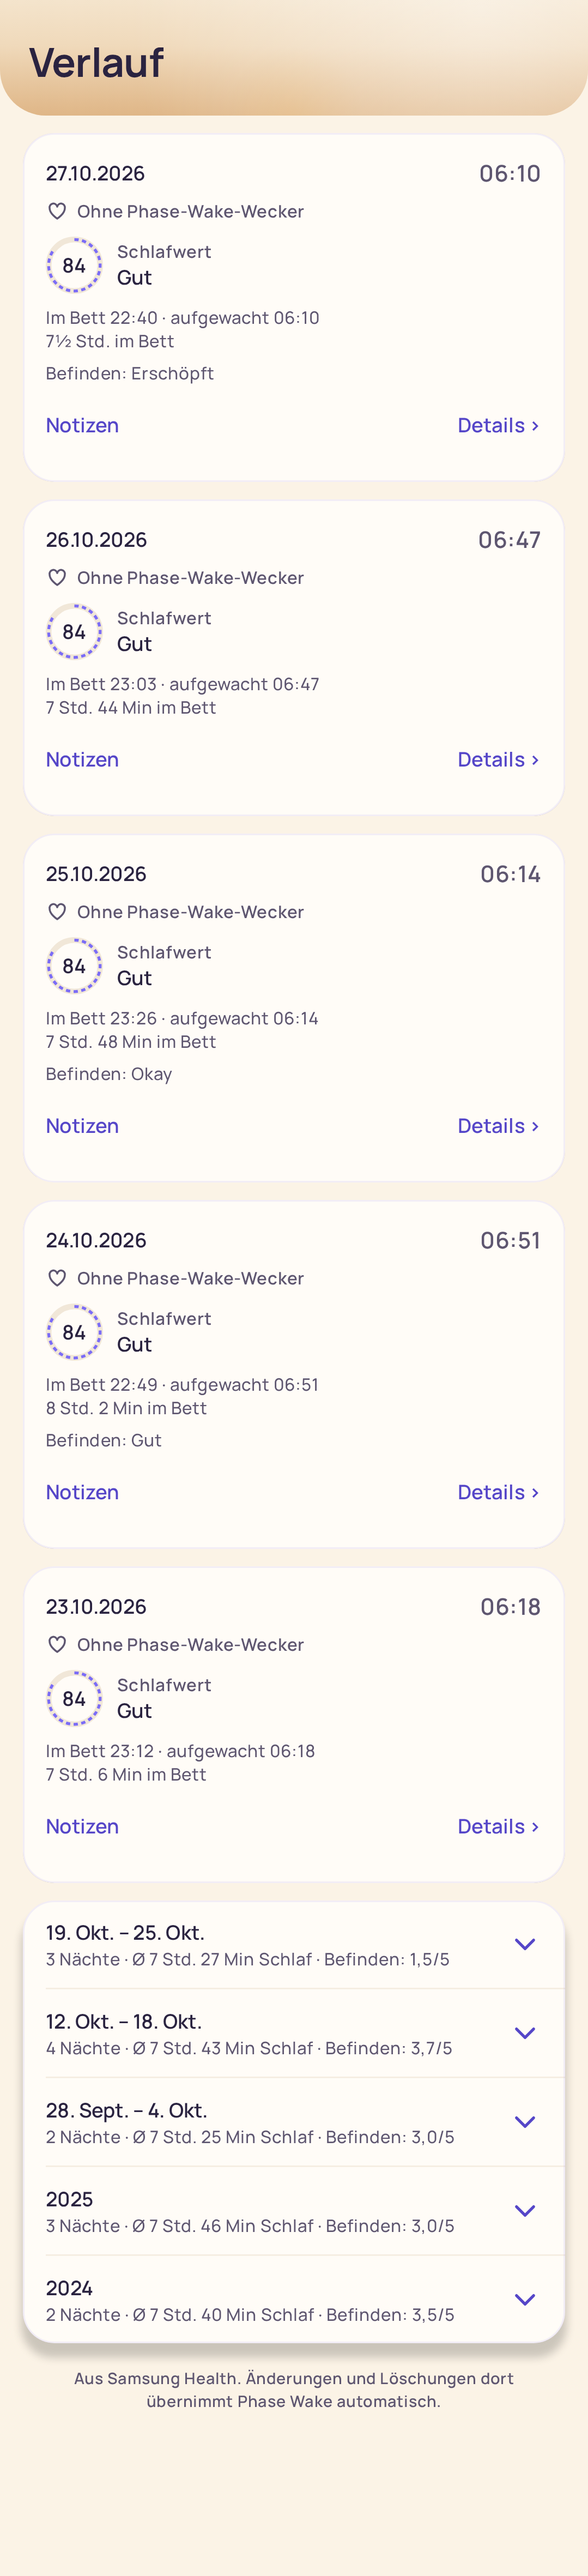 Verlauf
27.10.2026 06:10
Ohne Phase-Wake-Wecker
84 Schlafwert
Gut
Im Bett 22:40 · aufgewacht 06:10
7½ Std. im Bett
Befinden: Erschöpft
Notizen Details ›
26.10.2026 06:47
Ohne Phase-Wake-Wecker
84 Schlafwert
Gut
Im Bett 23:03 · aufgewacht 06:47
7 Std. 44 Min im Bett
Notizen Details ›
25.10.2026 06:14
Ohne Phase-Wake-Wecker
84 Schlafwert
Gut
Im Bett 23:26 · aufgewacht 06:14
7 Std. 48 Min im Bett
Befinden: Okay
Notizen Details ›
24.10.2026 06:51
Ohne Phase-Wake-Wecker
84 Schlafwert
Gut
Im Bett 22:49 · aufgewacht 06:51
8 Std. 2 Min im Bett
Befinden: Gut
Notizen Details ›
23.10.2026 06:18
Ohne Phase-Wake-Wecker
84 Schlafwert
Gut
Im Bett 23:12 · aufgewacht 06:18
7 Std. 6 Min im Bett
Notizen Details ›
19. Okt. – 25. Okt.
3 Nächte · Ø 7 Std. 27 Min Schlaf · Befinden: 1,5/5
12. Okt. – 18. Okt.
4 Nächte · Ø 7 Std. 43 Min Schlaf · Befinden: 3,7/5
28. Sept. – 4. Okt.
2 Nächte · Ø 7 Std. 25 Min Schlaf · Befinden: 3,0/5
2025
3 Nächte · Ø 7 Std. 46 Min Schlaf · Befinden: 3,0/5
2024
2 Nächte · Ø 7 Std. 40 Min Schlaf · Befinden: 3,5/5
Aus Samsung Health. Änderungen und Löschungen dort
übernimmt Phase Wake automatisch.